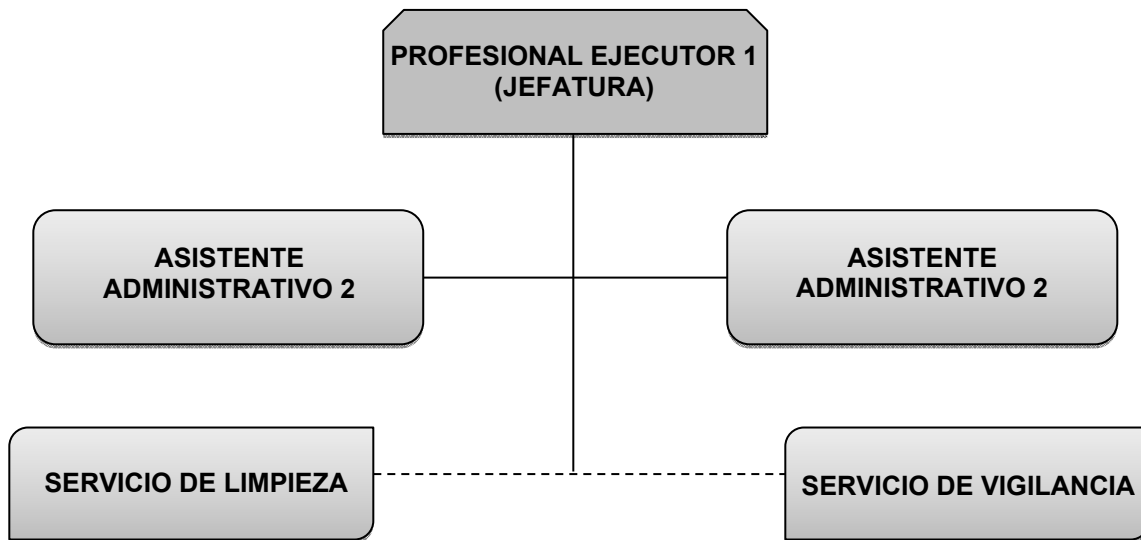 PROFESIONAL EJECUTOR 1
(JEFATURA)
ASISTENTE
ADMINISTRATIVO 2
ASISTENTE
ADMINISTRATIVO 2
SERVICIO DE LIMPIEZA
SERVICIO DE VIGILANCIA